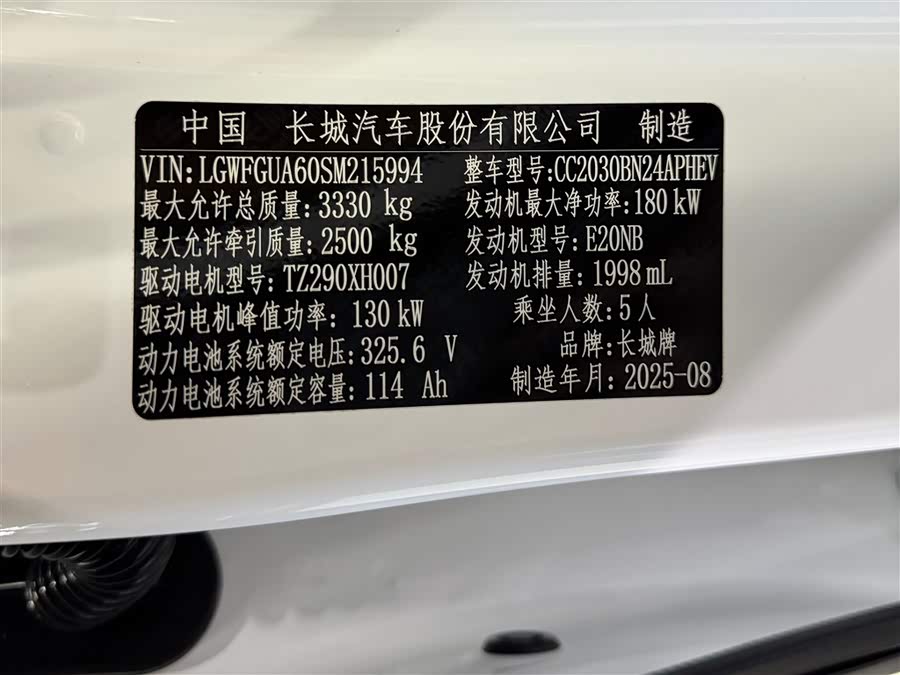 中国 长城汽车股份有限公司 制造
VIN:LGWFGUA60SM215994 整车型号:CC2030BN24APHEV
最大允许总质量:3330 kg 发动机最大净功率:180 kW
最大允许牵引质量:2500 kg 发动机型号:E20NB
驱动电机型号:TZ290XH007 发动机排量:1998 mL
驱动电机峰值功率: 130 kW 乘坐人数:5人
动力电池系统额定电压:325.6 V 品牌:长城牌
动力电池系统额定容量:114 Ah 制造年月:2025-08